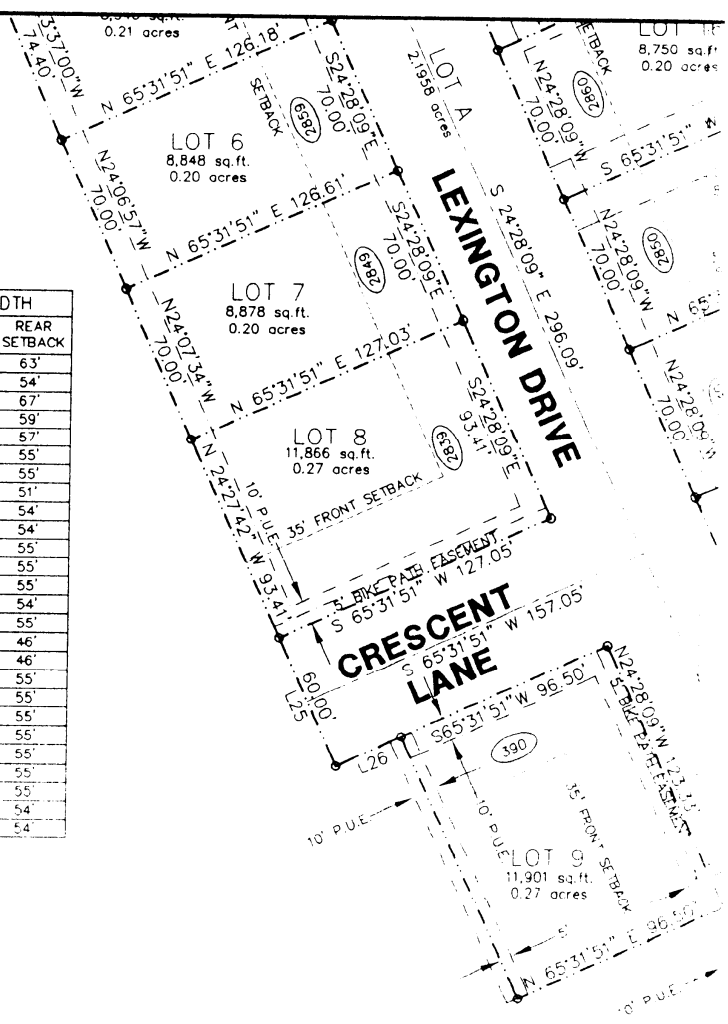 0.21 acres
74.40'
N 65°31'51" E 126.18'
SETBACK
2859
S24°28'09"E
70.00'
LOT A
2.1958 acres
SETBACK
2860
8,750 sq.ft
0.20 acres
N24°28'09"W
70.00'
S 65°31'51"
LOT 6
8,848 sq.ft.
0.20 acres
N24°06'57"W
70.00'
N 65°31'51" E 126.61'
S24°28'09"E
70.00'
2849
LEXINGTON DRIVE
S 24°28'09" E 296.09'
N24°28'09"W
70.00'
2850
LOT 7
8,878 sq.ft.
0.20 acres
N24°07'34"W
70.00'
N 65°31'51" E 127.03'
S24°28'09"E
93.41'
N24°28'09"W
70.00'
LOT 8
11,866 sq.ft.
0.27 acres
2839
N 24°27'42" W 93.41'
10' P.U.E.
35' FRONT SETBACK
5' BIKE PATH EASEMENT
S 65°31'51" W 127.05'
CRESCENT
LANE
S 65°31'51" W 157.05'
60.00'
L25
L26
S65°31'51"W 96.50'
390
N24°28'09"W 123.33'
5' BIKE PATH EASEMENT
10' P.U.E.
10' P.U.E.
35' FRONT SETBACK
LOT 9
11,901 sq.ft.
0.27 acres
5'
N 65°31'51" E 96.50'
10' P.U.E.
DTH
REAR
SETBACK
63'
54'
67'
59'
57'
55'
55'
51'
54'
54'
55'
55'
55'
54'
55'
46'
46'
55'
55'
55'
55'
55'
55'
55'
54'
54'